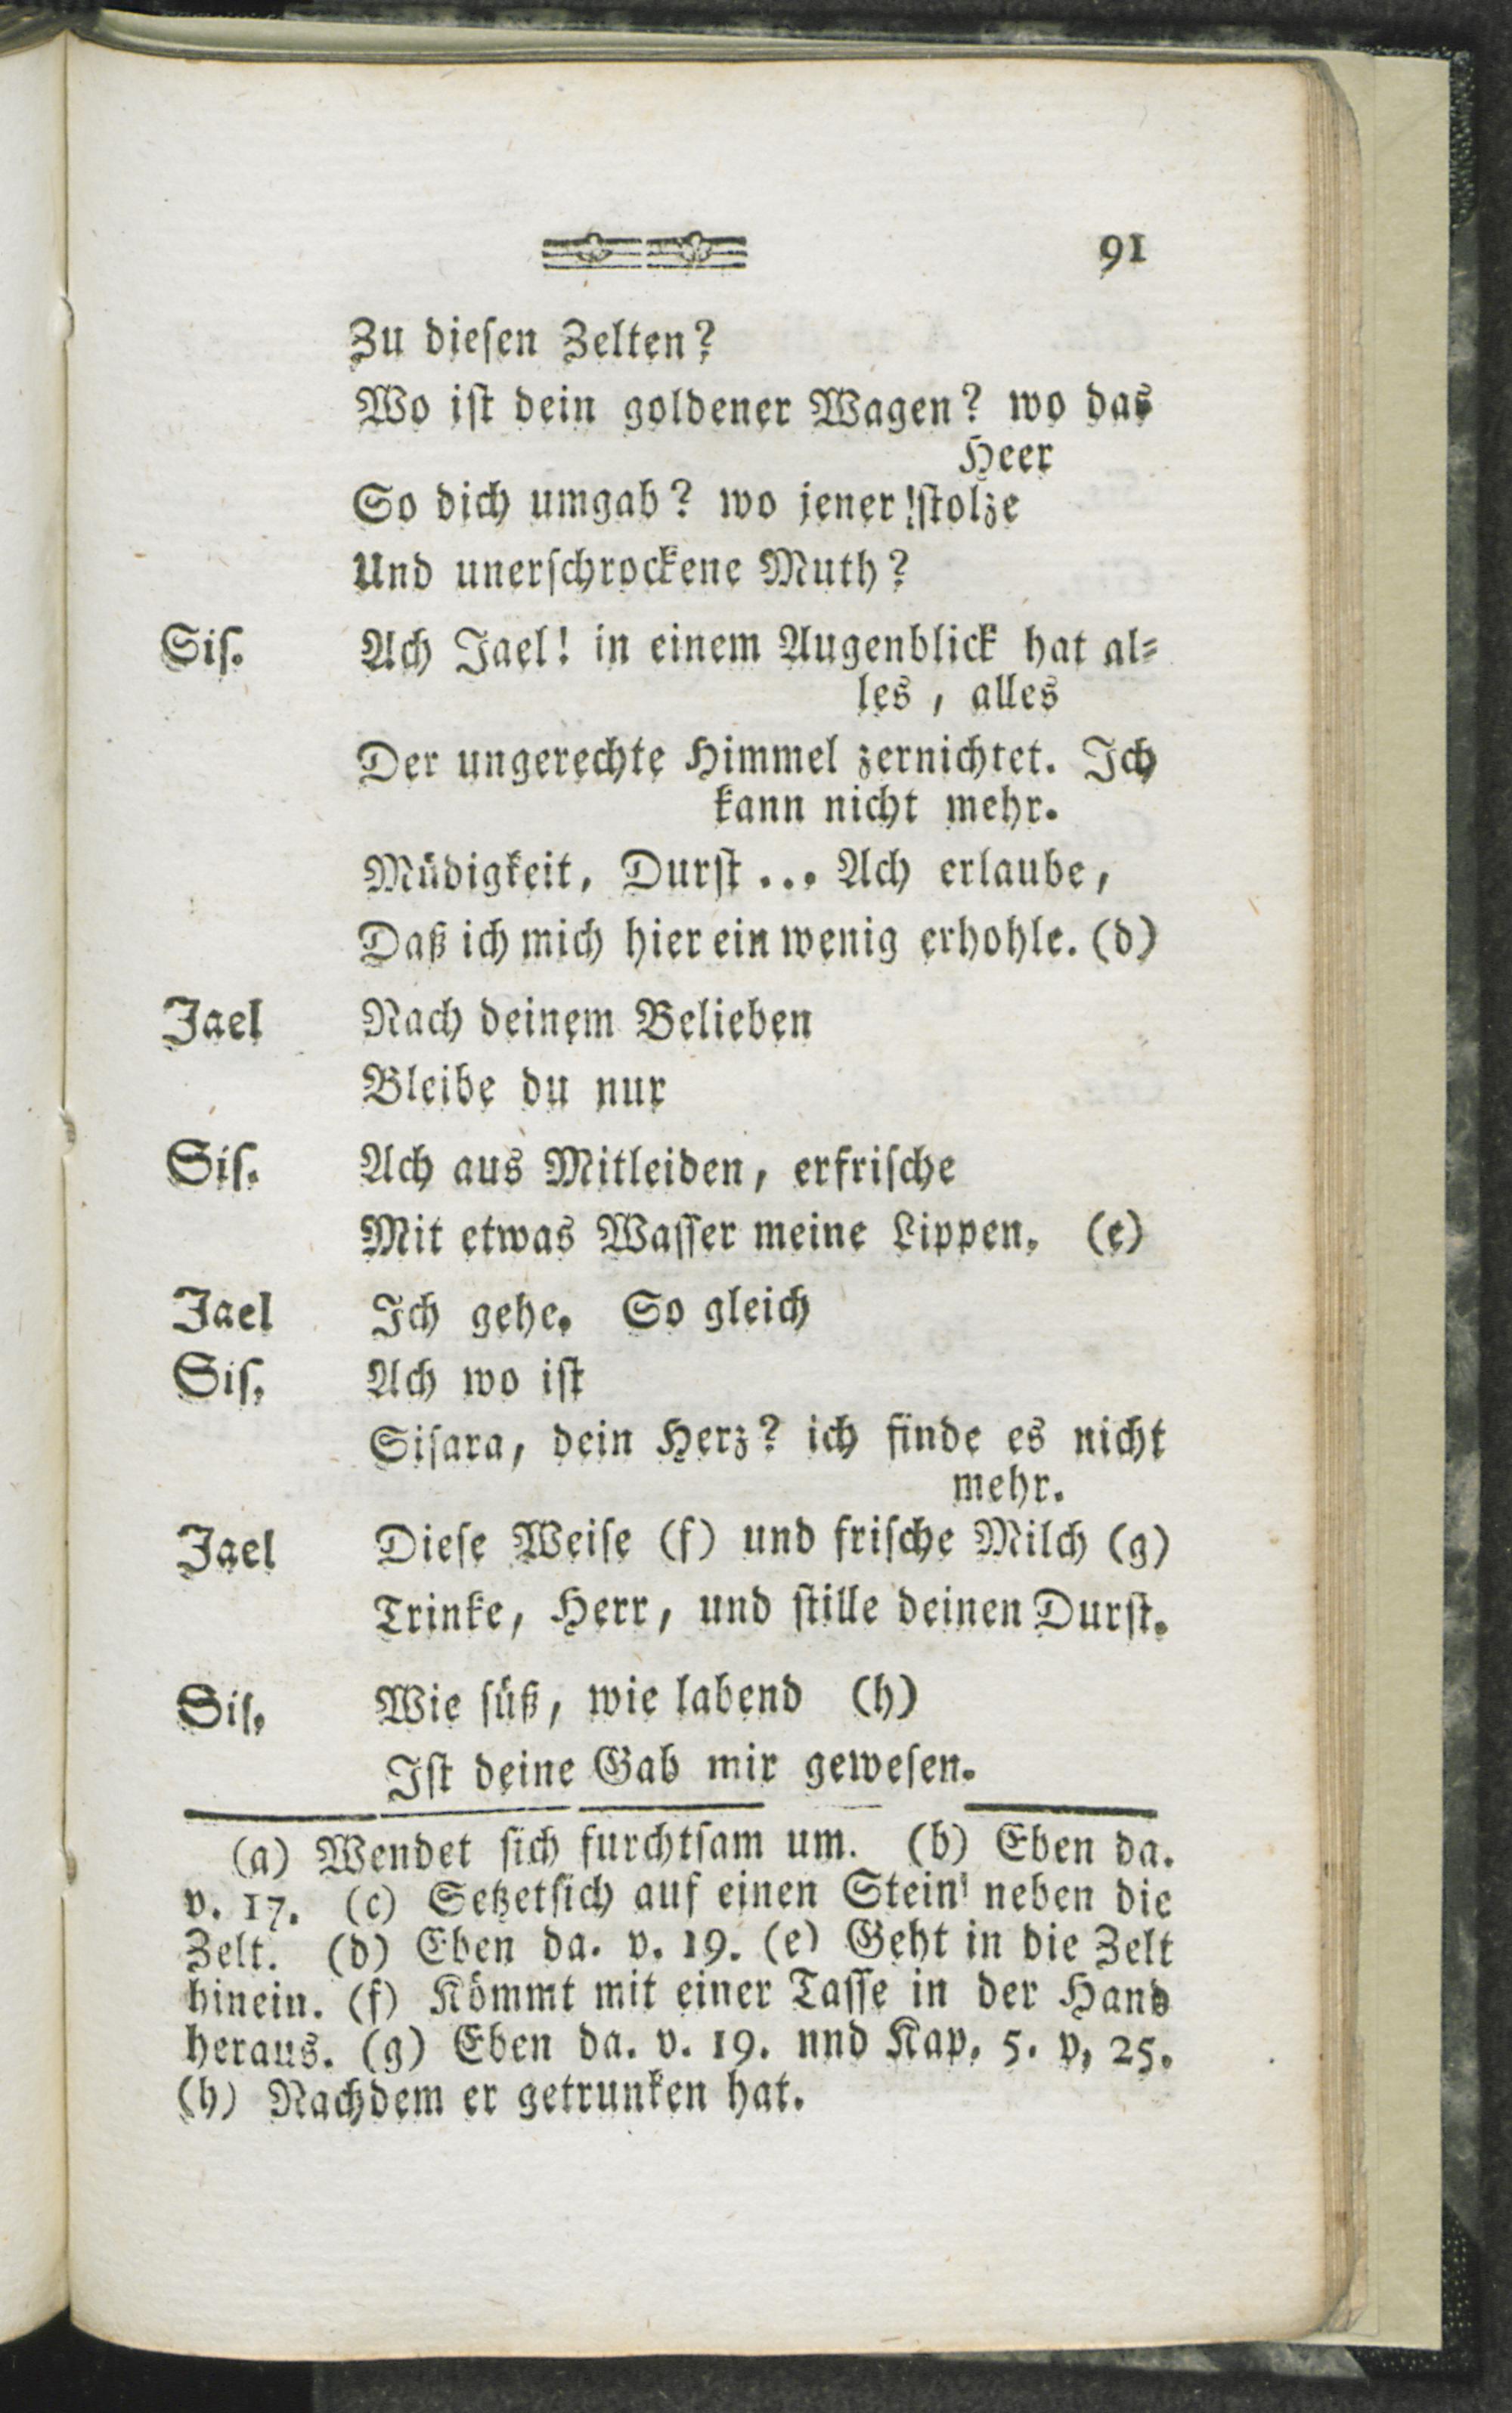 91
Zu dieſen Zelten?
Wo iſt dein goldener Wagen? wo das
Heer
So dich umgab? wo jener !ſtolze
Und unerſchrockene Muth?
Siſ. Ach Jael! in einem Augenblick hat al-
les, alles
Der ungerechte Himmel zernichtet. Ich
kann nicht mehr.
Müdigkeit, Durſt... Ach erlaube,
Daß ich mich hier ein wenig erhohle. (d)
Jael Nach deinem Belieben
Bleibe du nur
Siſ. Ach aus Mitleiden, erfriſche
Mit etwas Waſſer meine Lippen. (e)
Jael Ich gehe. So gleich
Siſ. Ach wo iſt
Siſara, dein Herz? ich finde es nicht
mehr.
Jael Dieſe Weiſe (f) und friſche Milch (g)
Trinke, Herr, und ſtille deinen Durſt.
Siſ. Wie ſüß, wie labend (h)
Iſt deine Gab mir geweſen.
(a) Wendet ſich furchtſam um. (b) Eben da.
v. 17. (c) Setzetſich auf einen Stein neben die
Zelt. (d) Eben da. v. 19. (e) Geht in die Zelt
hinein. (f) Kömmt mit einer Taſſe in der Hand
heraus. (g) Eben da. v. 19. nnd Kap. 5. v, 25.
(h) Nachdem er getrunken hat.